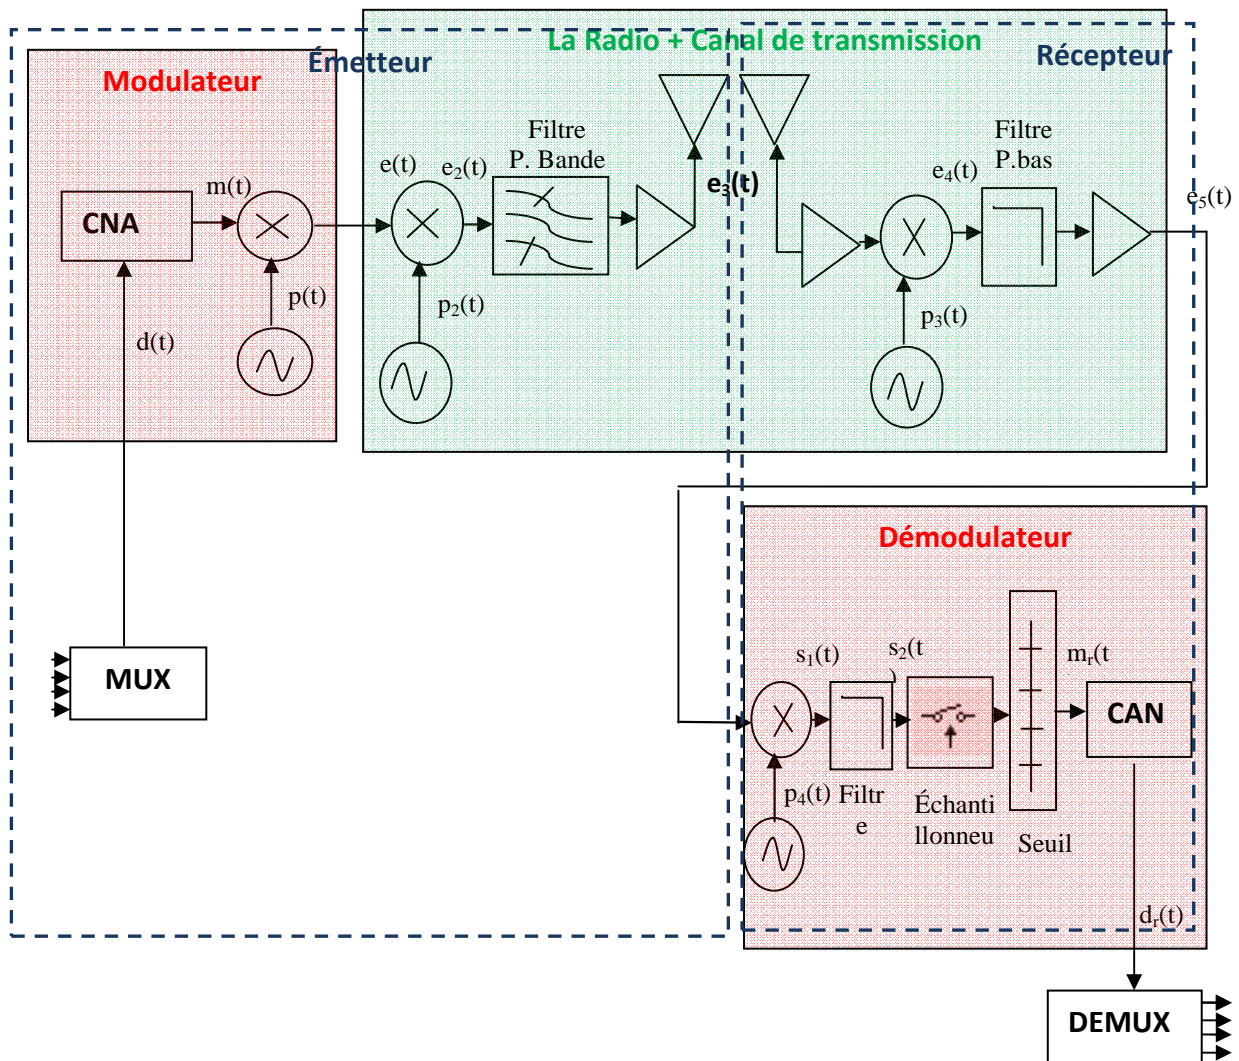 La Radio + Canal de transmission
Émetteur
Récepteur
Modulateur
Filtre
P. Bande
Filtre
P.bas
e(t)
e2(t)
e3(t)
e4(t)
e5(t)
m(t)
CNA
p(t)
p2(t)
p3(t)
d(t)
Démodulateur
MUX
s1(t)
s2(t
)
mr(t
CAN
p4(t)
Filtr
e
Échanti
llonneu
Seuil
dr(t)
DEMUX